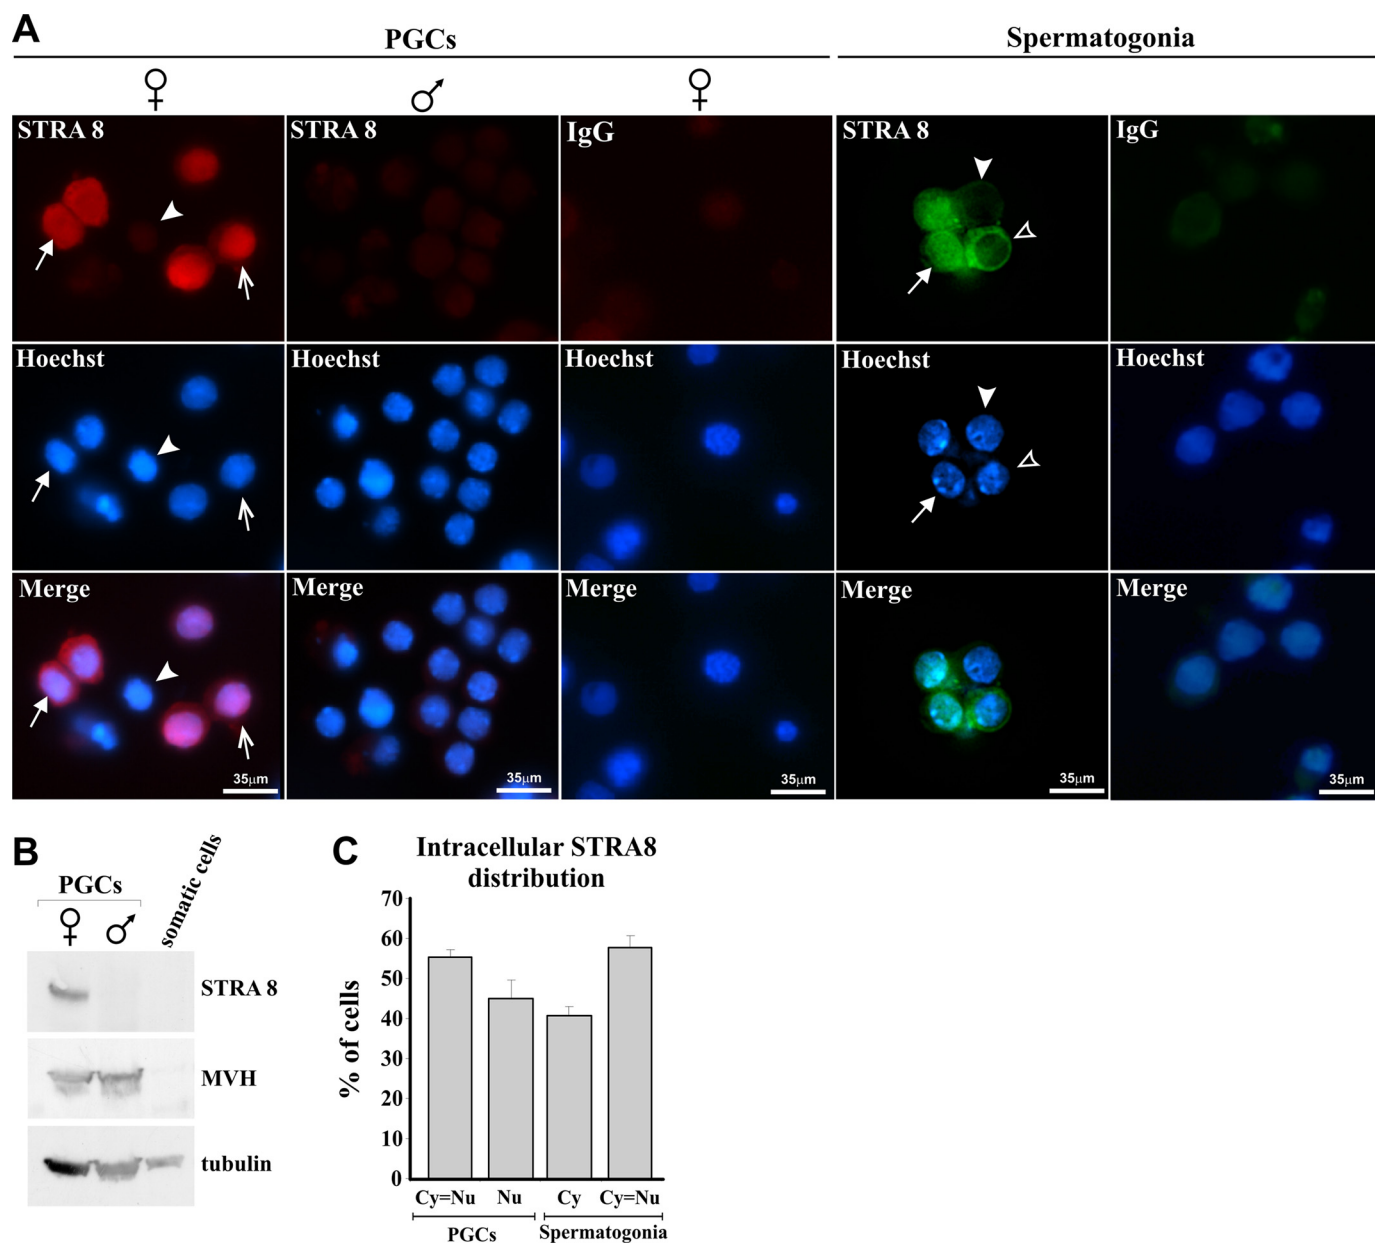 A
PGCs
Spermatogonia
♀ ♂ ♀
STRA 8 STRA 8 IgG STRA 8 IgG
Hoechst Hoechst Hoechst Hoechst Hoechst
Merge Merge Merge Merge Merge
35μm 35μm 35μm 35μm 35μm
B
PGCs
♀ ♂ somatic cells
STRA 8
MVH
tubulin
C
Intracellular STRA8
distribution
% of cells
70
60
50
40
30
20
10
0
Cy=Nu Nu Cy Cy=Nu
PGCs Spermatogonia